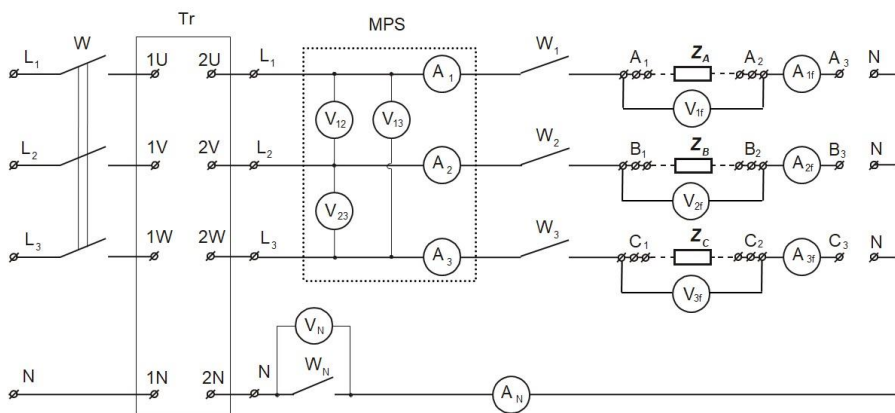 Tr
MPS
L1 W 1U 2U L1 A1 W1 A1 ZA A2 A1f A3 N
V1f
V12 V13
L2 1V 2V L2 A2 W2 B1 ZB B2 A2f B3 N
V2f
V23
L3 1W 2W L3 A3 W3 C1 ZC C2 A3f C3 N
V3f
VN
N 1N 2N N WN AN